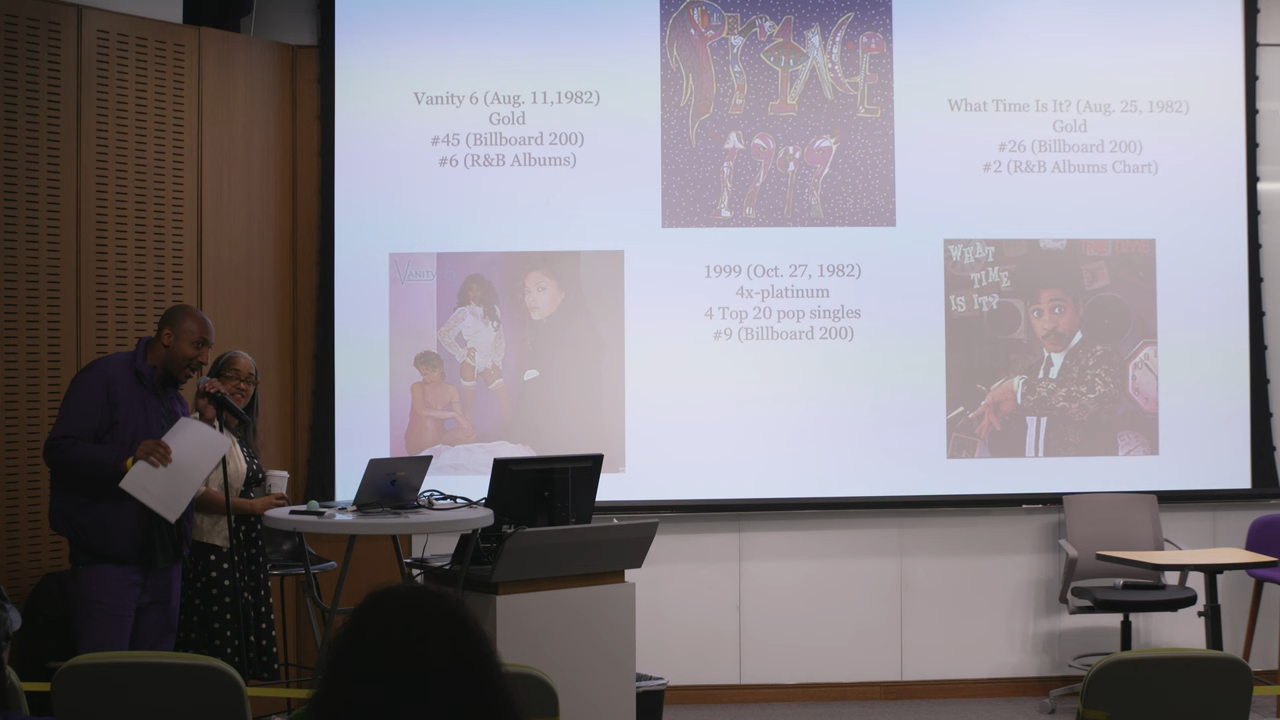 Vanity 6 (Aug. 11,1982)
Gold
#45 (Billboard 200)
#6 (R&B Albums)
PRINCE
1999
What Time Is It? (Aug. 25, 1982)
Gold
#26 (Billboard 200)
#2 (R&B Albums Chart)
VANITY
1999 (Oct. 27, 1982)
4x-platinum
4 Top 20 pop singles
#9 (Billboard 200)
WHAT
TIME
IS IT?